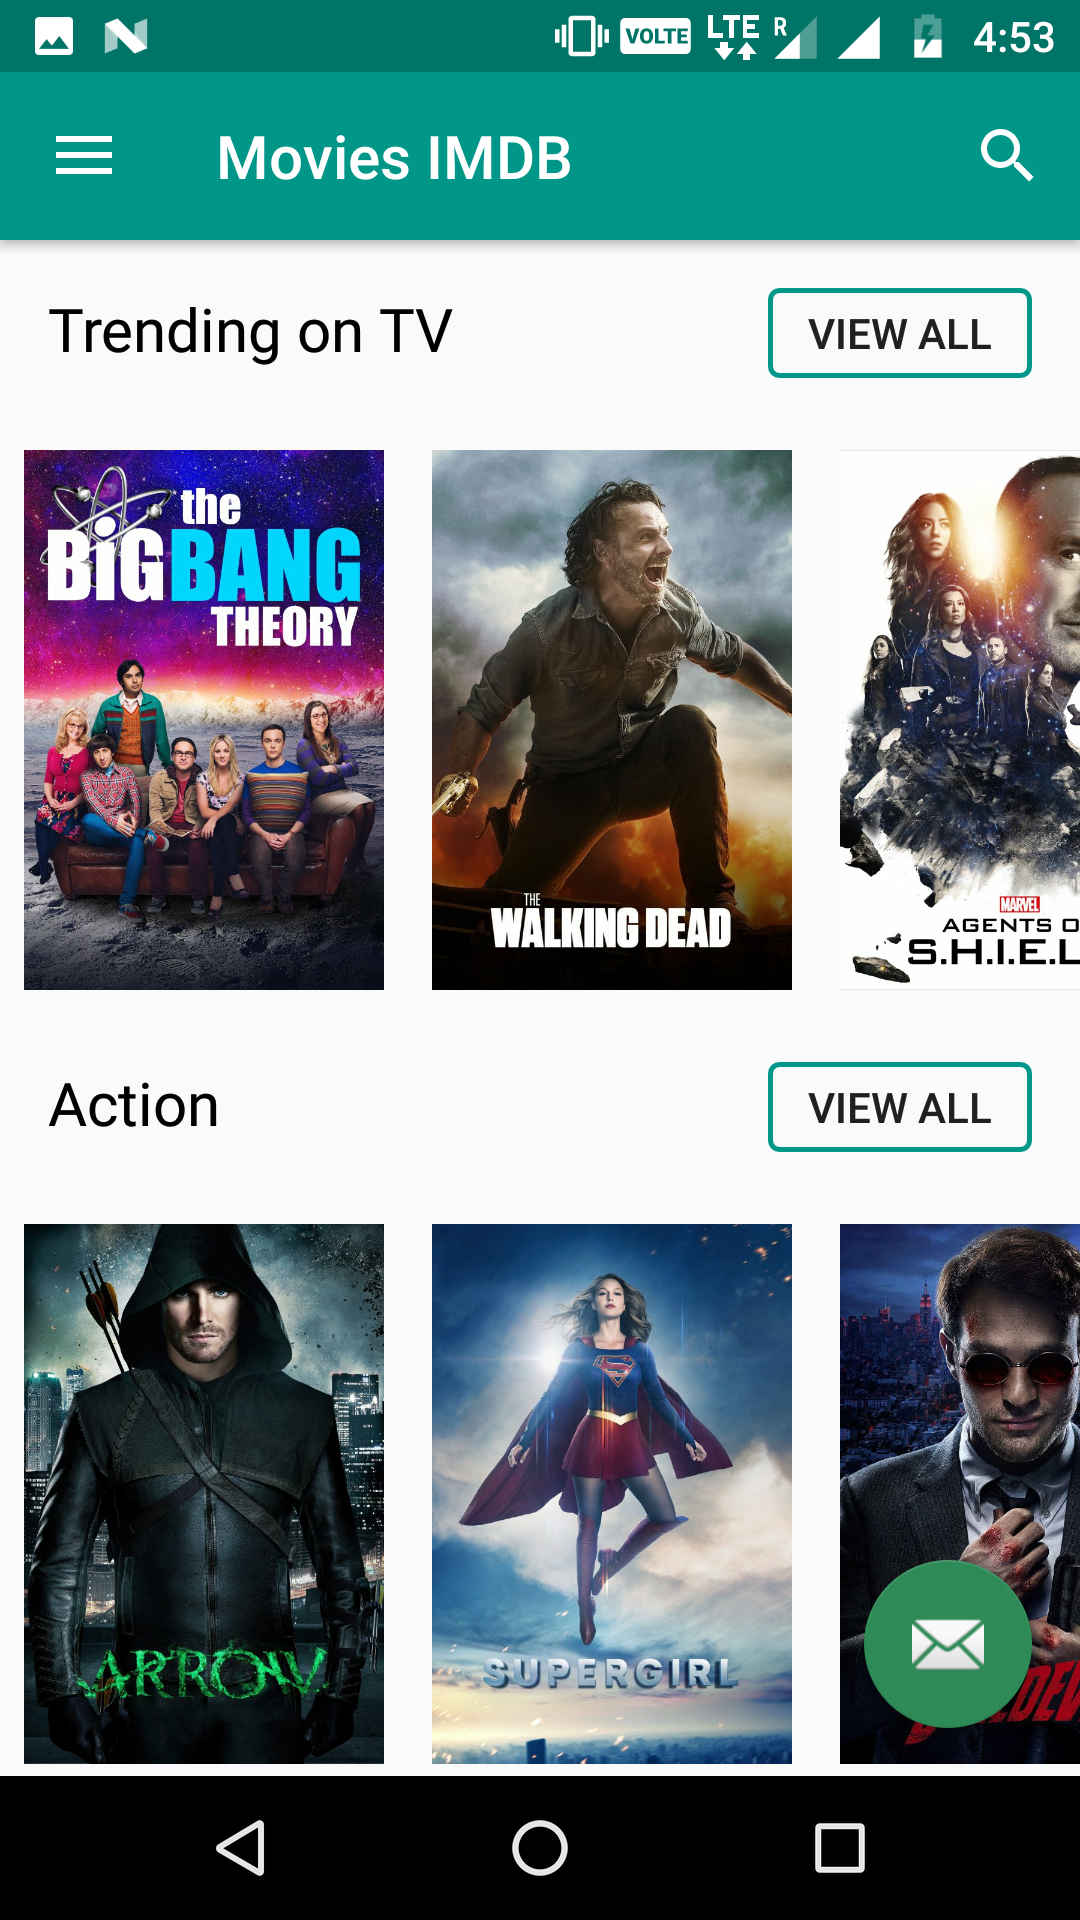 VOLTE LTE R 4:53
Movies IMDB
Trending on TV VIEW ALL
the
BiG BANG
THEORY
THE
WALKING DEAD
MARVEL
AGENTS O
S.H.I.E.L
Action VIEW ALL
ARROW
SUPERGIRL